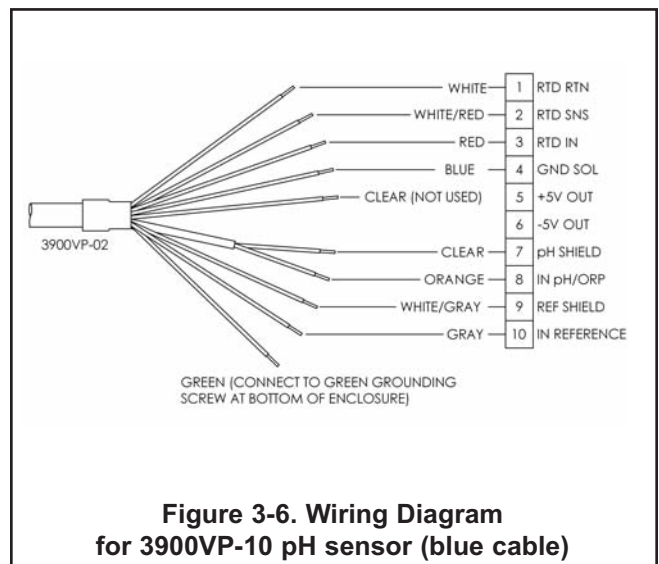 WHITE 1 RTD RTN
WHITE/RED 2 RTD SNS
RED 3 RTD IN
BLUE 4 GND SOL
CLEAR (NOT USED) 5 +5V OUT
6 -5V OUT
3900VP-02
CLEAR 7 pH SHIELD
ORANGE 8 IN pH/ORP
WHITE/GRAY 9 REF SHIELD
GRAY 10 IN REFERENCE
GREEN (CONNECT TO GREEN GROUNDING
SCREW AT BOTTOM OF ENCLOSURE)
Figure 3-6. Wiring Diagram
for 3900VP-10 pH sensor (blue cable)